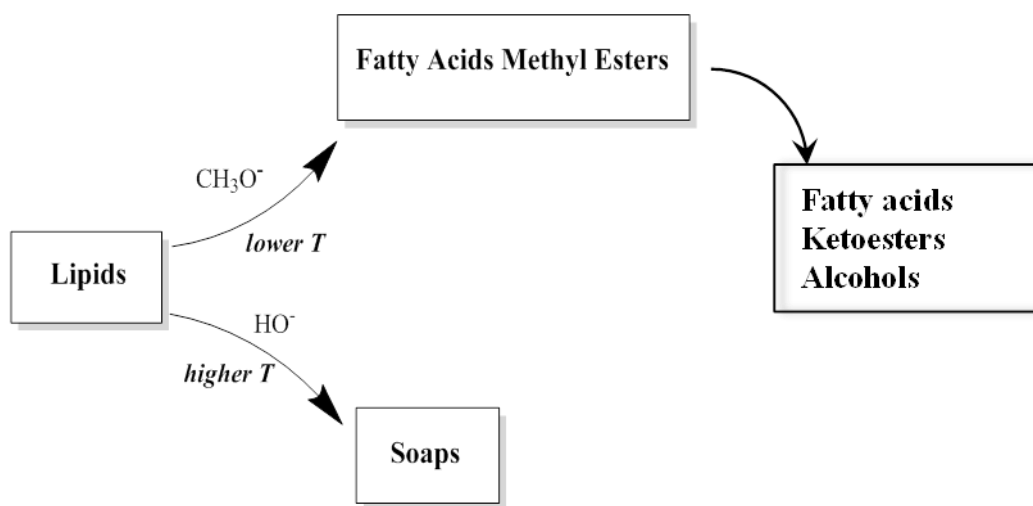 Fatty Acids Methyl Esters
CH₃O⁻
lower T
Lipids
HO⁻
higher T
Soaps
Fatty acids
Ketoesters
Alcohols